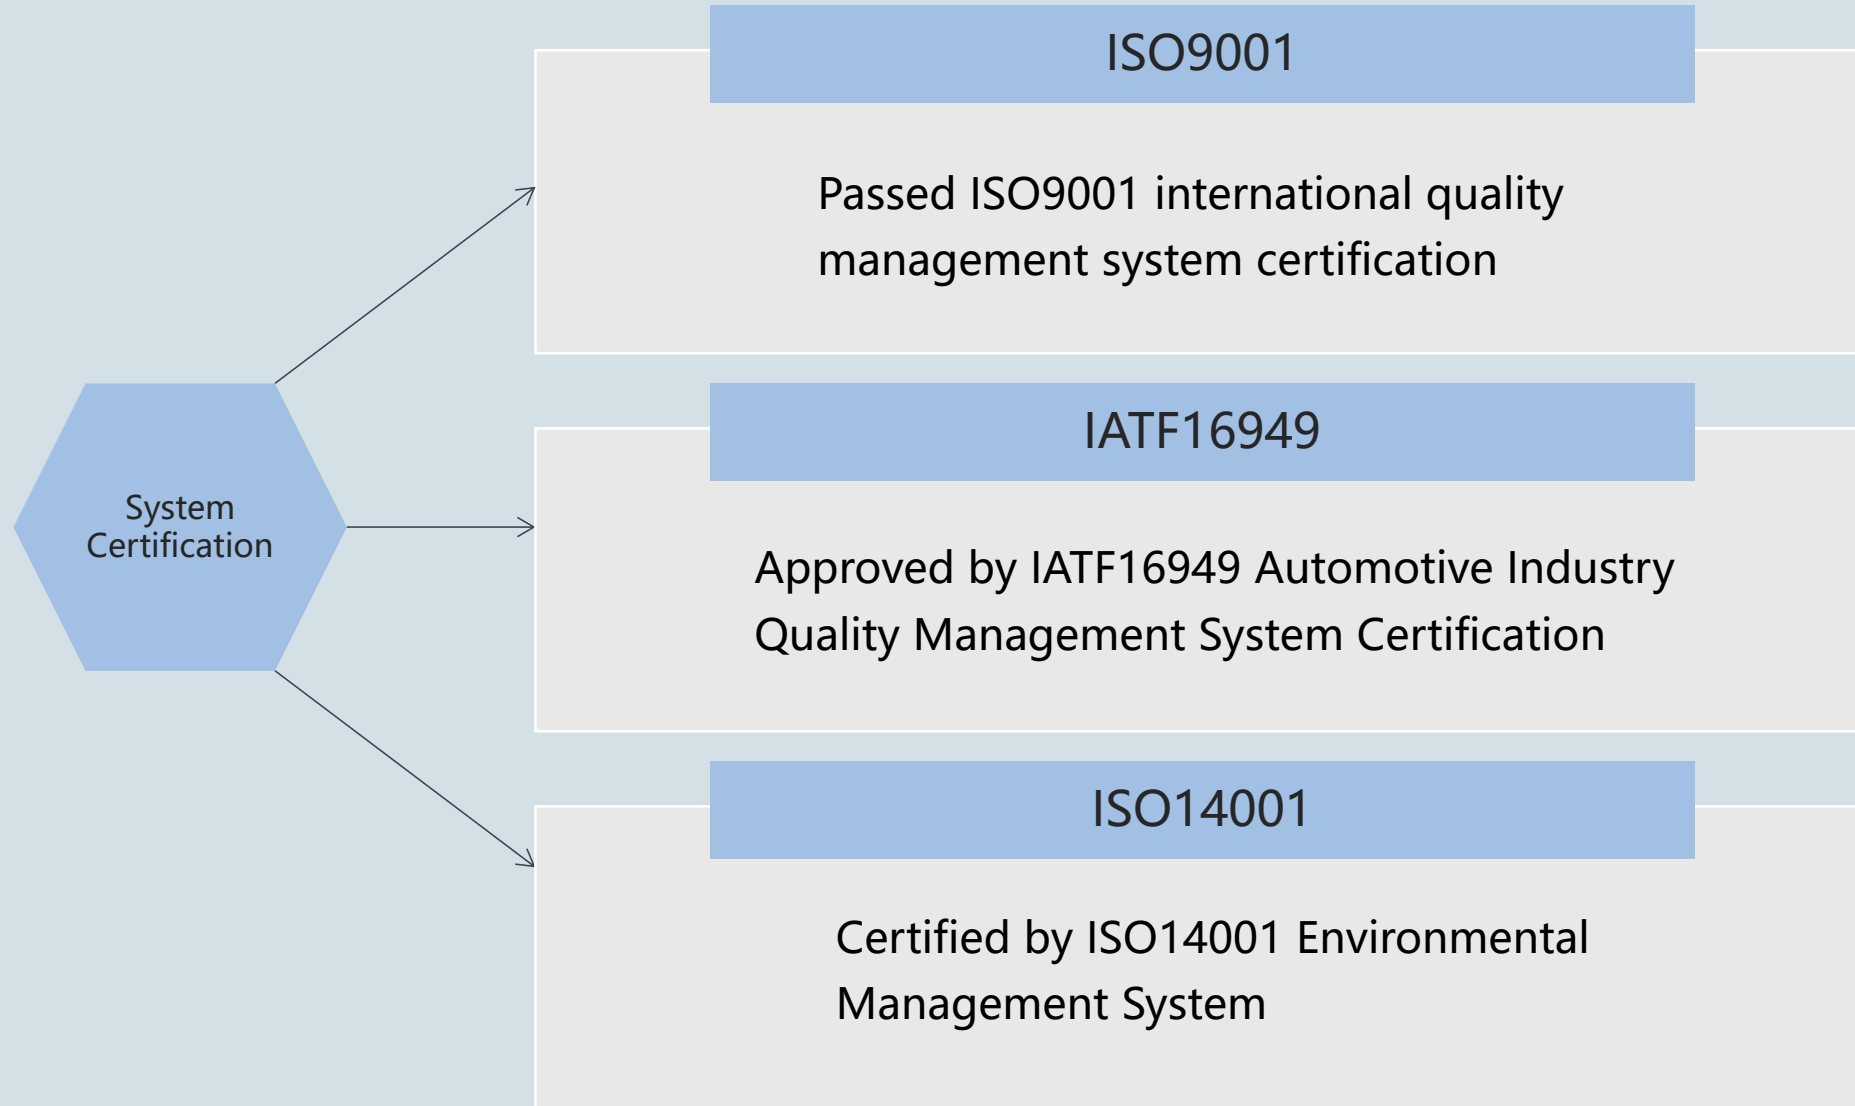 System
Certification
ISO9001
Passed ISO9001 international quality
management system certification
IATF16949
Approved by IATF16949 Automotive Industry
Quality Management System Certification
ISO14001
Certified by ISO14001 Environmental
Management System